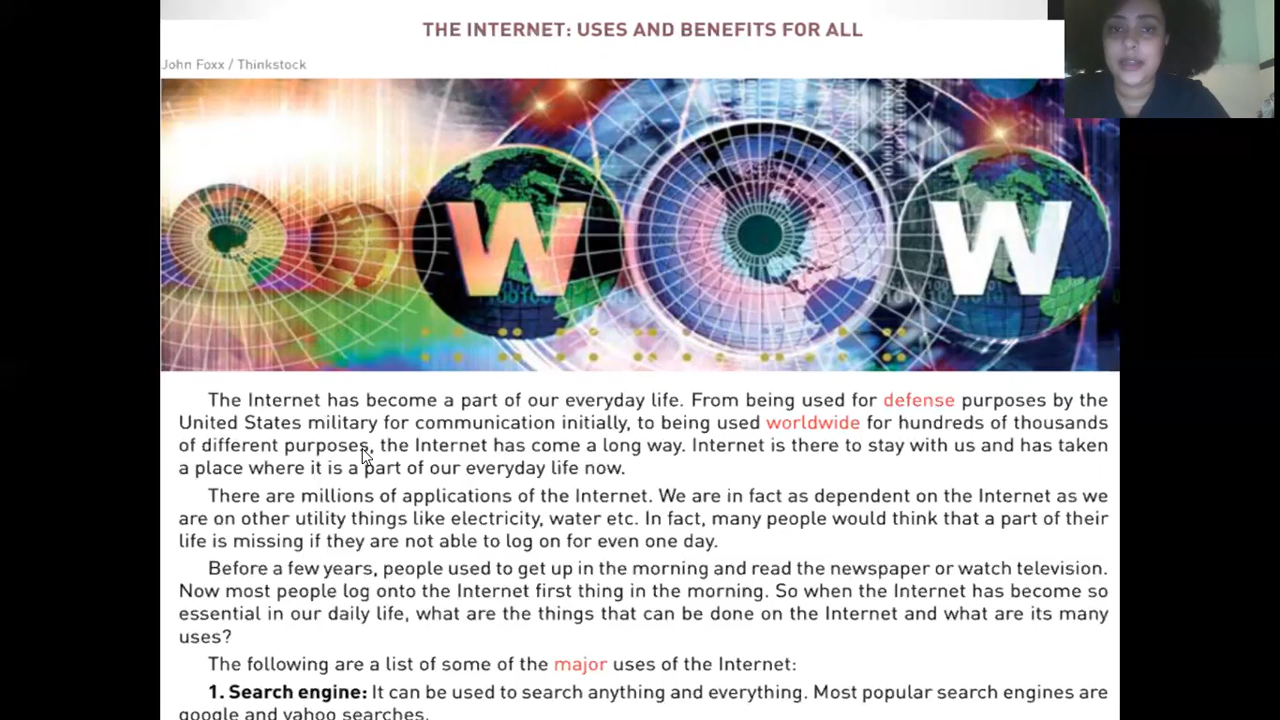 THE INTERNET: USES AND BENEFITS FOR ALL
John Foxx / Thinkstock
W W
The Internet has become a part of our everyday life. From being used for defense purposes by the
United States military for communication initially, to being used worldwide for hundreds of thousands
of different purposes, the Internet has come a long way. Internet is there to stay with us and has taken
a place where it is a part of our everyday life now.
There are millions of applications of the Internet. We are in fact as dependent on the Internet as we
are on other utility things like electricity, water etc. In fact, many people would think that a part of their
life is missing if they are not able to log on for even one day.
Before a few years, people used to get up in the morning and read the newspaper or watch television.
Now most people log onto the Internet first thing in the morning. So when the Internet has become so
essential in our daily life, what are the things that can be done on the Internet and what are its many
uses?
The following are a list of some of the major uses of the Internet:
1. Search engine: It can be used to search anything and everything. Most popular search engines are
google and yahoo searches.